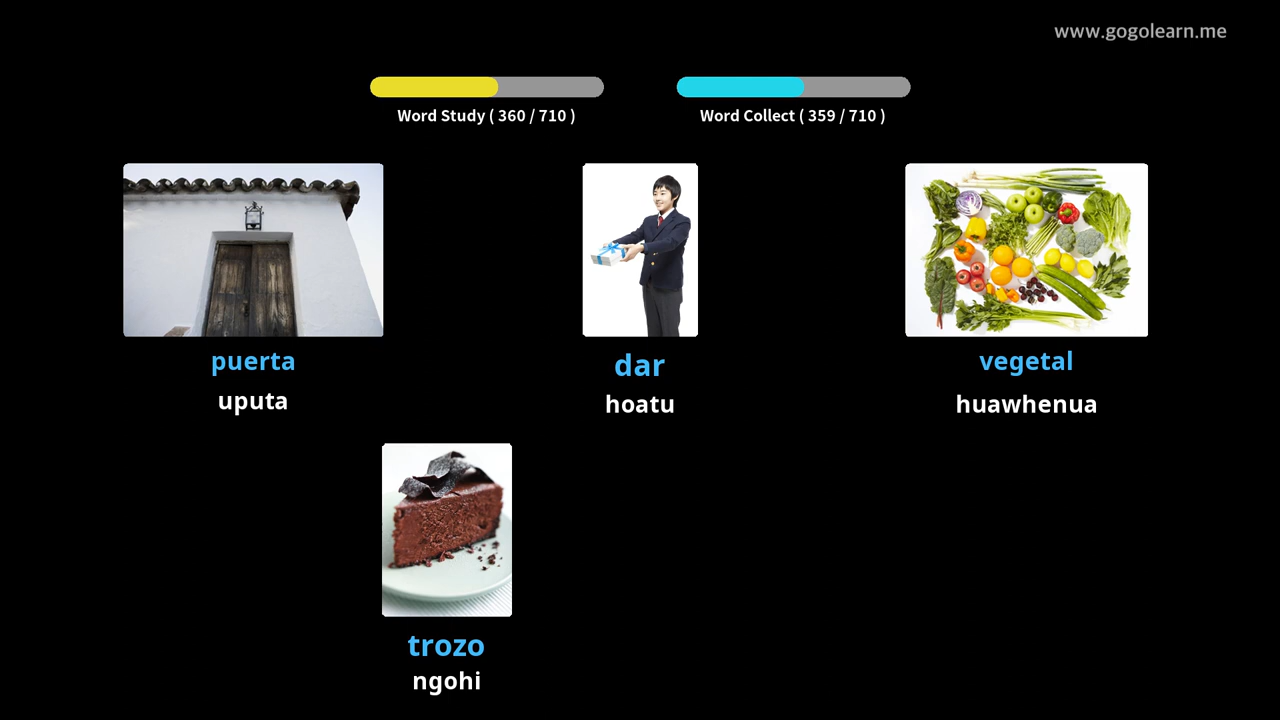 www.gogolearn.me
Word Study ( 360 / 710 )
Word Collect ( 359 / 710 )
puerta
uputa
dar
hoatu
vegetal
huawhenua
trozo
ngohi